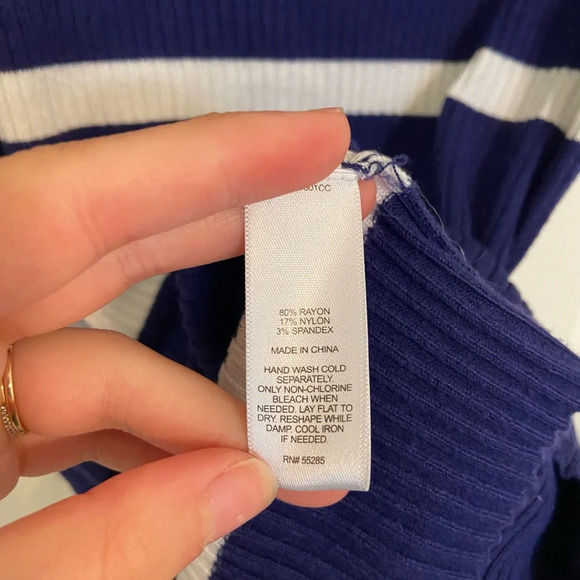 80% RAYON
17% NYLON
3% SPANDEX
MADE IN CHINA
HAND WASH COLD
SEPARATELY.
ONLY NON-CHLORINE
BLEACH WHEN
NEEDED. LAY FLAT TO
DRY. RESHAPE WHILE
DAMP. COOL IRON
IF NEEDED.
RN# 55285